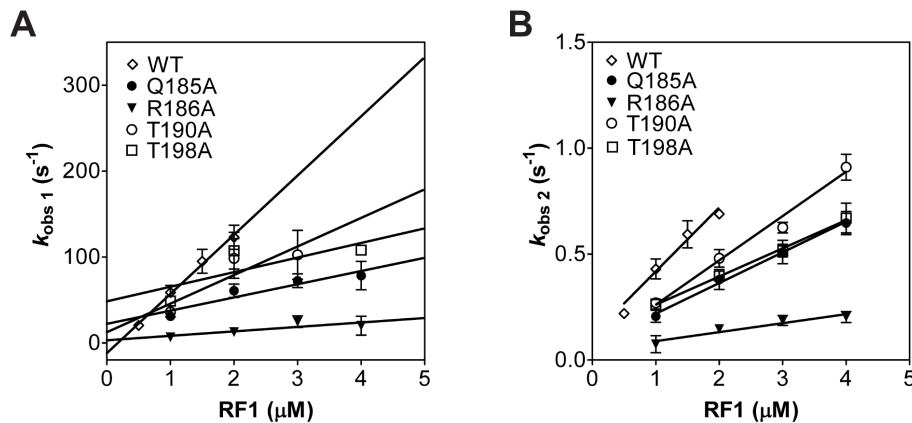 A
k obs 1 (s-1)
300
200
100
0
WT
Q185A
R186A
T190A
T198A
0 1 2 3 4 5
RF1 (μM)
B
k obs 2 (s-1)
1.5
1.0
0.5
0.0
WT
Q185A
R186A
T190A
T198A
0 1 2 3 4 5
RF1 (μM)